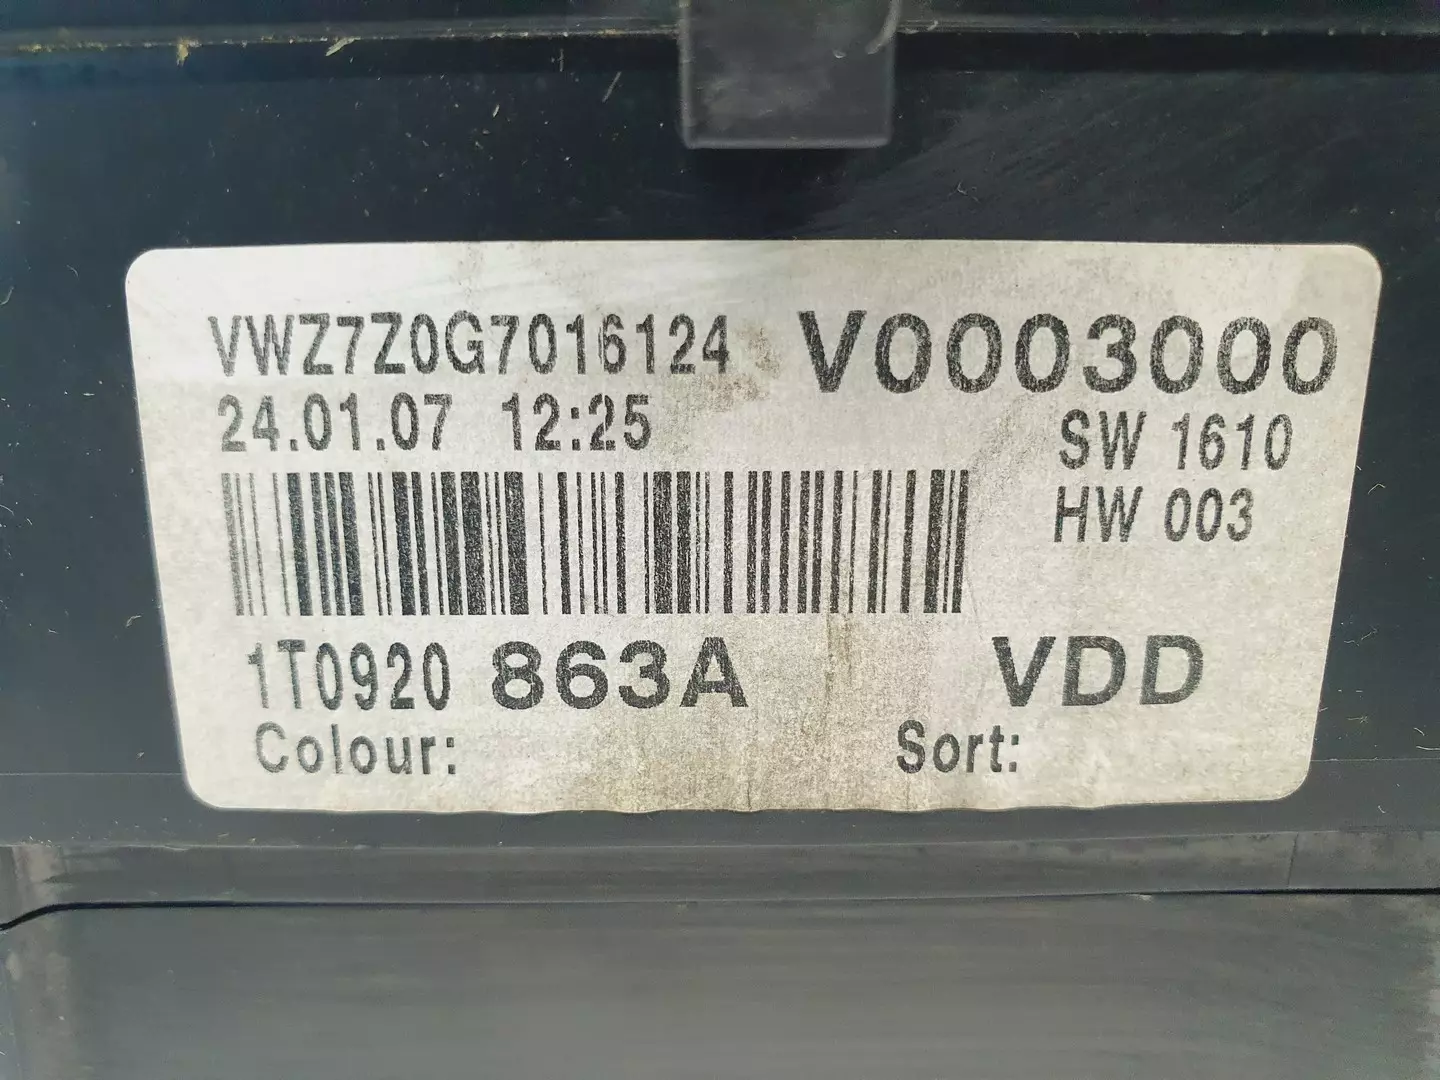 VWZ7Z0G7016124 V0003000
24.01.07 12:25 SW 1610
HW 003
1T0920 863A VDD
Colour: Sort: